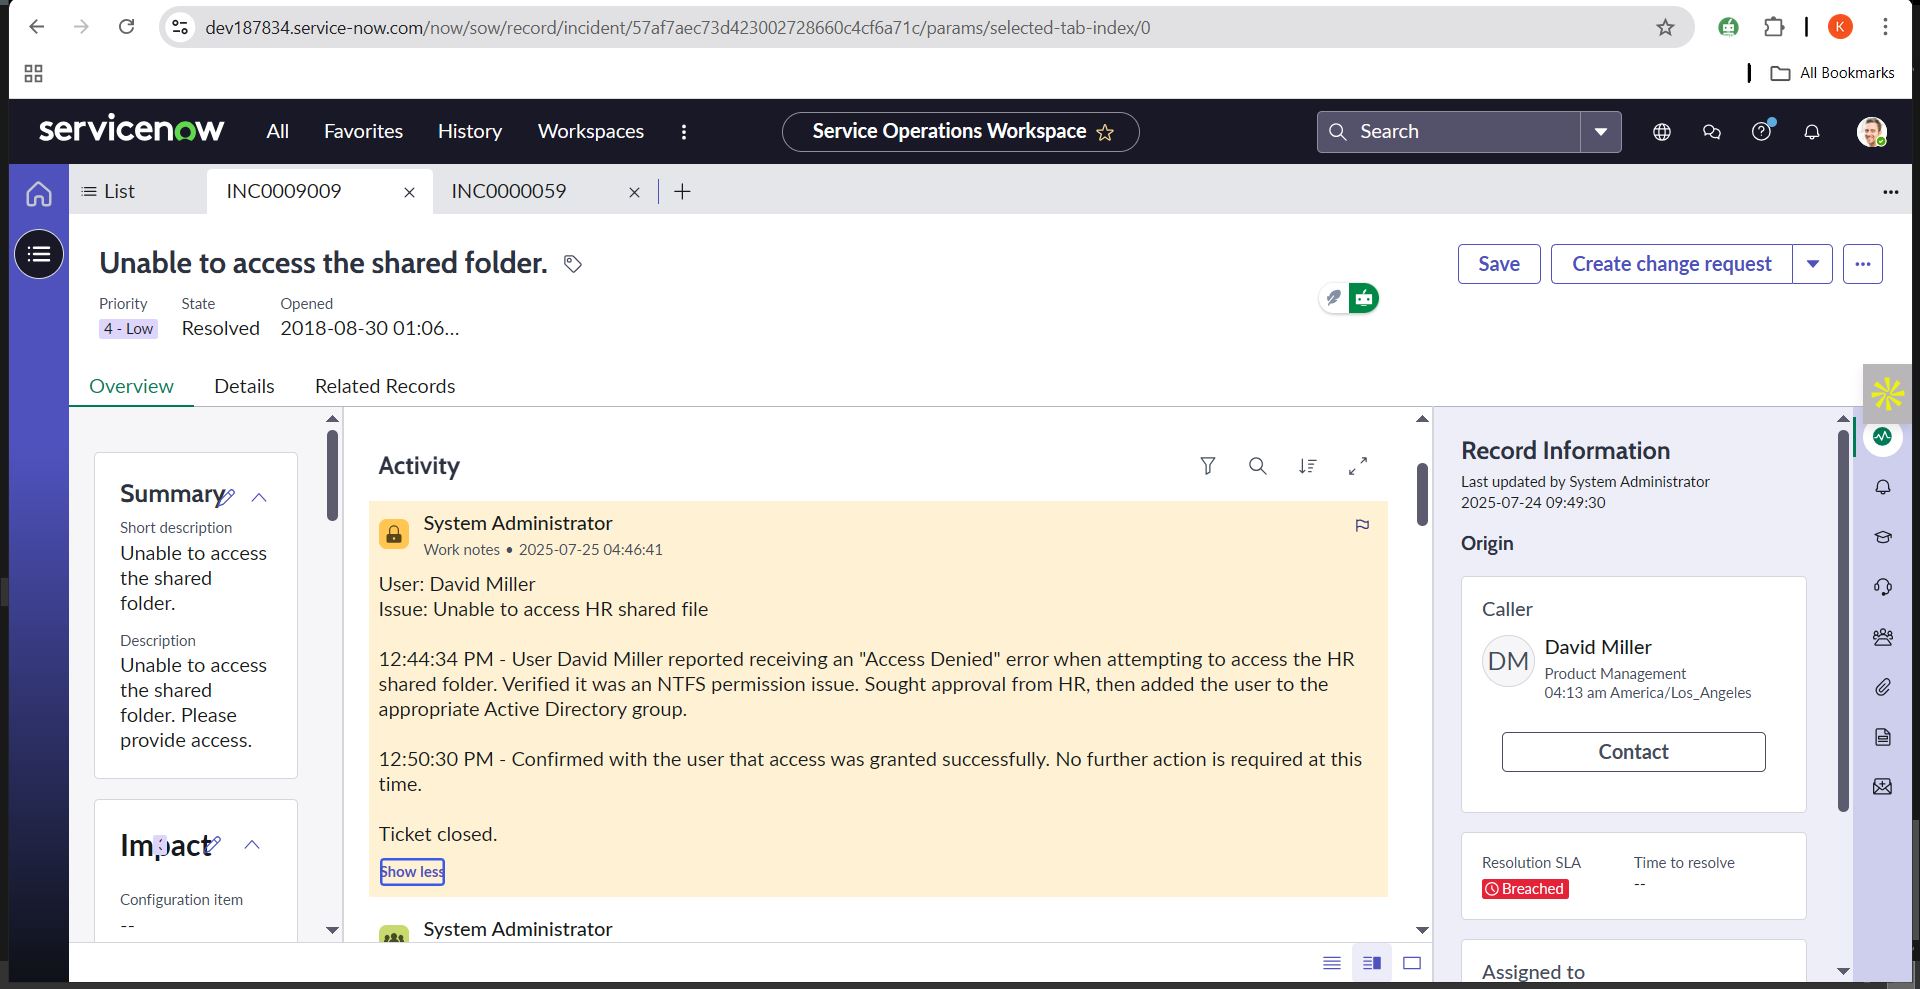 dev187834.service-now.com/now/sow/record/incident/57af7aec73d423002728660c4cf6a71c/params/selected-tab-index/0
K
All Bookmarks
servicenow
All
Favorites
History
Workspaces
Service Operations Workspace
Search
List
INC0009009
INC0000059
Unable to access the shared folder.
Save
Create change request
Priority
State
Opened
4 - Low
Resolved
2018-08-30 01:06...
Overview
Details
Related Records
Summary
Short description
Unable to access
the shared
folder.
Description
Unable to access
the shared
folder. Please
provide access.
Impact
Configuration item
--
Activity
System Administrator
Work notes • 2025-07-25 04:46:41
User: David Miller
Issue: Unable to access HR shared file
12:44:34 PM - User David Miller reported receiving an "Access Denied" error when attempting to access the HR
shared folder. Verified it was an NTFS permission issue. Sought approval from HR, then added the user to the
appropriate Active Directory group.
12:50:30 PM - Confirmed with the user that access was granted successfully. No further action is required at this
time.
Ticket closed.
Show less
System Administrator
Record Information
Last updated by System Administrator
2025-07-24 09:49:30
Origin
Caller
DM
David Miller
Product Management
04:13 am America/Los_Angeles
Contact
Resolution SLA
Time to resolve
Breached
--
Assigned to